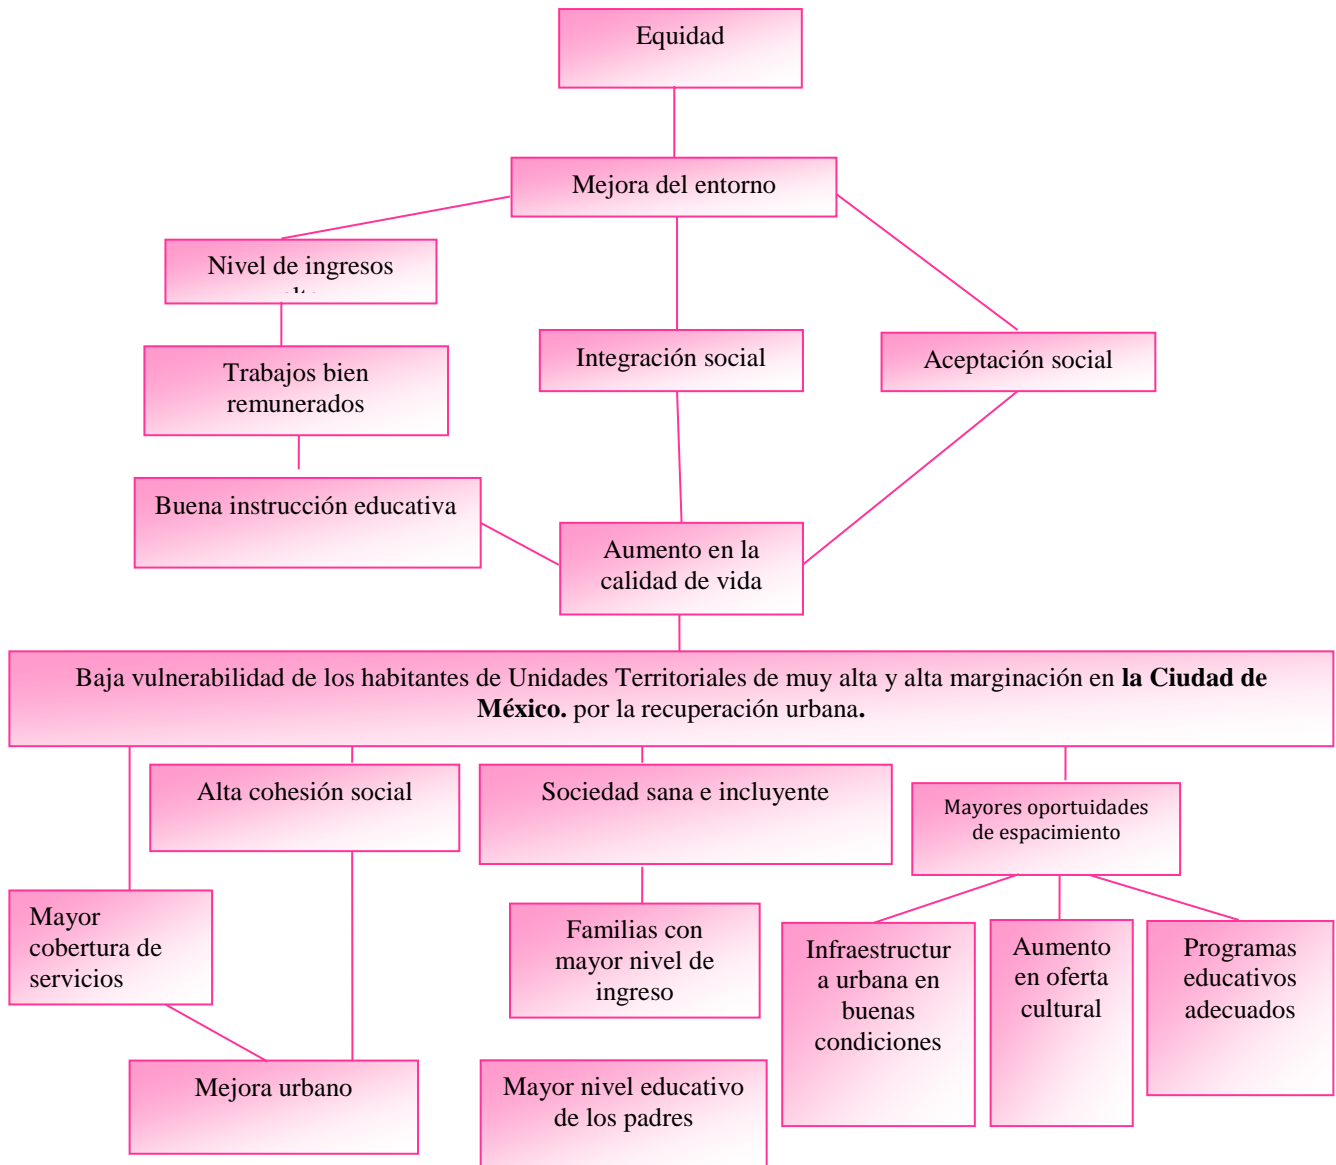 Equidad
Mejora del entorno
Nivel de ingresos
Trabajos bien
remunerados
Integración social
Aceptación social
Buena instrucción educativa
Aumento en la
calidad de vida
Baja vulnerabilidad de los habitantes de Unidades Territoriales de muy alta y alta marginación en la Ciudad de
México. por la recuperación urbana.
Alta cohesión social
Sociedad sana e incluyente
Mayores oportuidades
de espacimiento
Mayor
cobertura de
servicios
Familias con
mayor nivel de
ingreso
Infraestructur
a urbana en
buenas
condiciones
Aumento
en oferta
cultural
Programas
educativos
adecuados
Mejora urbano
Mayor nivel educativo
de los padres